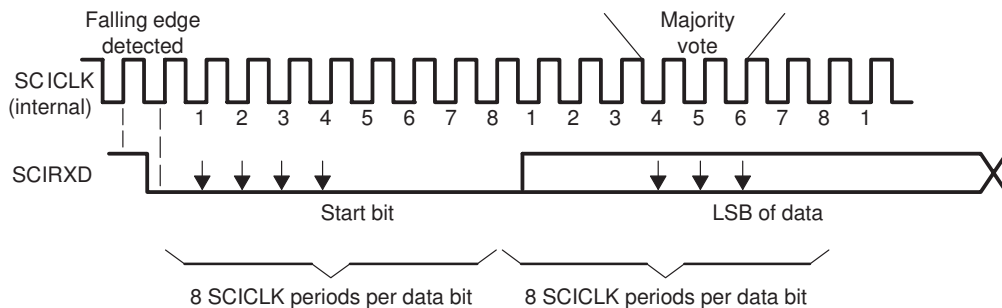 Falling edge
detected
Majority
vote
SCICLK
(internal)
1 2 3 4 5 6 7 8 1 2 3 4 5 6 7 8 1
SCIRXD
Start bit
LSB of data
8 SCICLK periods per data bit
8 SCICLK periods per data bit